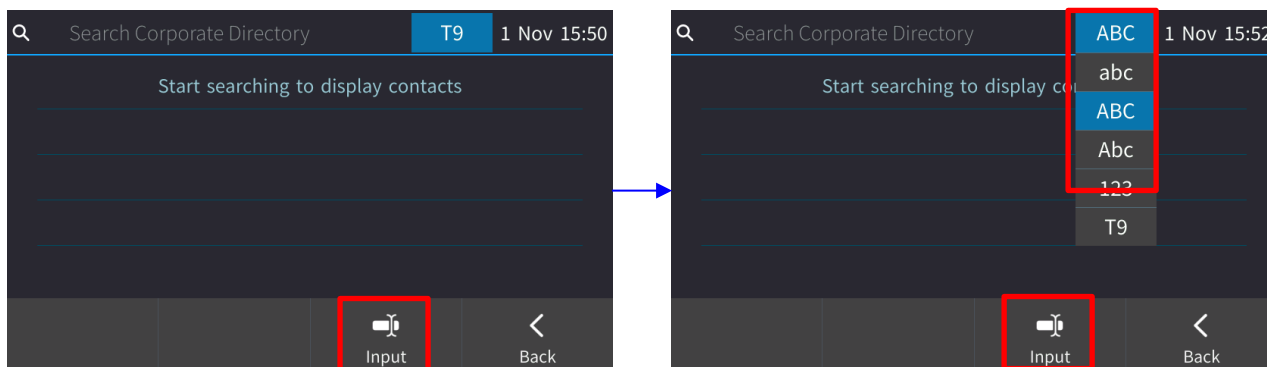 Search Corporate Directory T9 1 Nov 15:50
Start searching to display contacts
Input Back
Search Corporate Directory ABC 1 Nov 15:52
Start searching to display co
abc
ABC
Abc
123
T9
Input Back